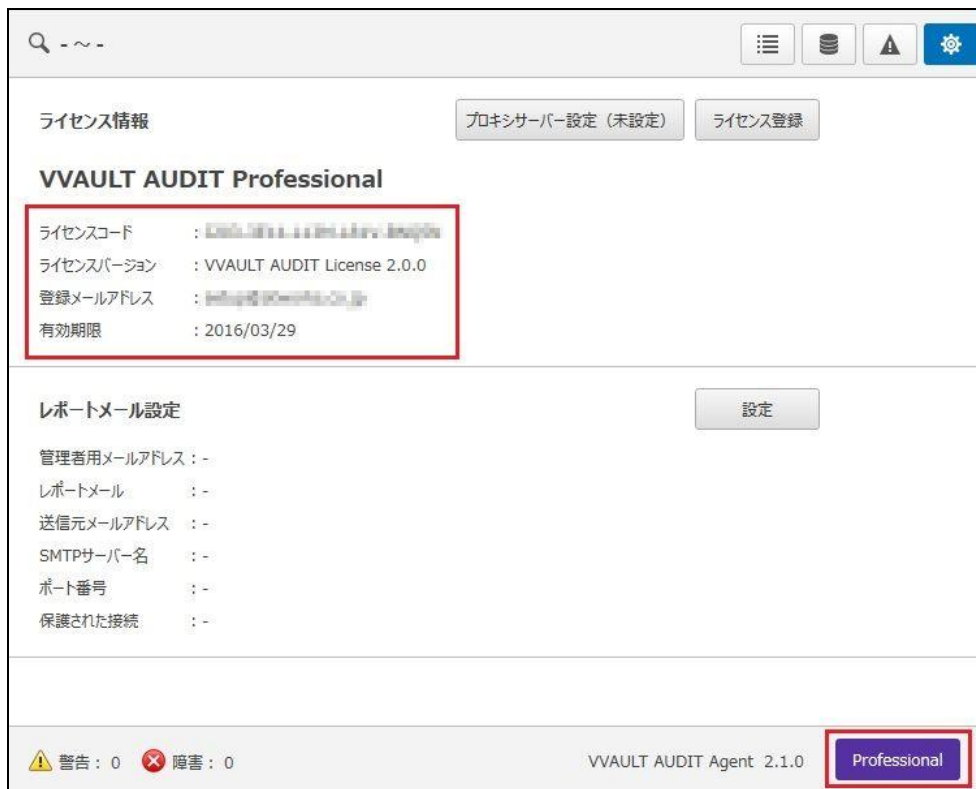 - ～ -
ライセンス情報
プロキシサーバー設定（未設定）
ライセンス登録
VVAULT AUDIT Professional
ライセンスコード :
ライセンスバージョン : VVAULT AUDIT License 2.0.0
登録メールアドレス :
有効期限 : 2016/03/29
レポートメール設定
設定
管理者用メールアドレス : -
レポートメール : -
送信元メールアドレス : -
SMTPサーバー名 : -
ポート番号 : -
保護された接続 : -
警告 : 0 障害 : 0 VVAULT AUDIT Agent 2.1.0 Professional